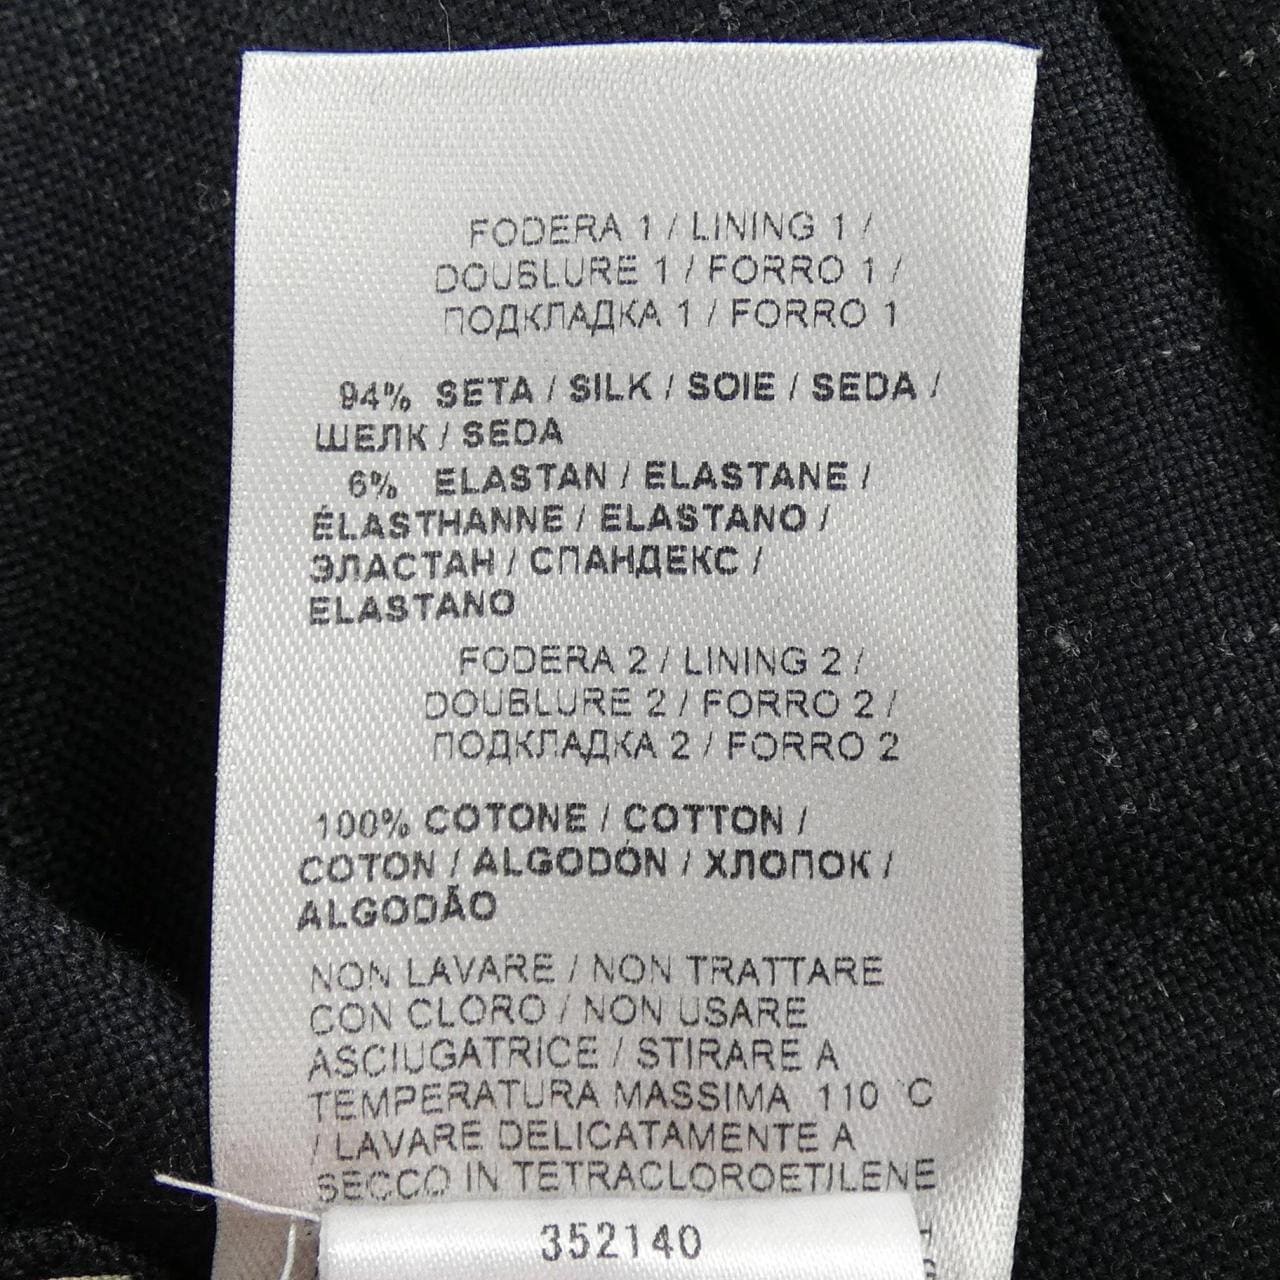 FODERA 1 / LINING 1 /
DOUBLURE 1 / FORRO 1 /
ПОДКЛАДКА 1 / FORRO 1
94% SETA / SILK / SOIE / SEDA /
ШЕЛК / SEDA
6% ELASTAN / ELASTANE /
ÉLASTHANNE / ELASTANO /
ЭЛАСТАН / СПАНДЕКС /
ELASTANO
FODERA 2 / LINING 2 /
DOUBLURE 2 / FORRO 2 /
ПОДКЛАДКА 2 / FORRO 2
100% COTONE / COTTON /
COTON / ALGODÓN / ХЛОПОК /
ALGODÃO
NON LAVARE / NON TRATTARE
CON CLORO / NON USARE
ASCIUGATRICE / STIRARE A
TEMPERATURA MASSIMA 110 °C
/ LAVARE DELICATAMENTE A
SECCO IN TETRACLOROETILENE
352140